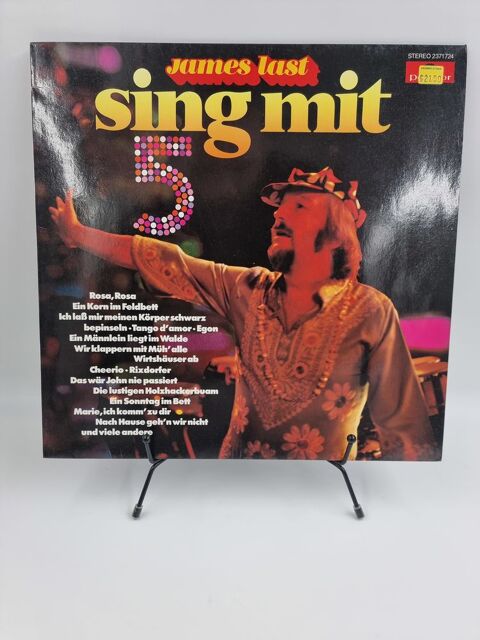 STEREO 2371724
james last
sing mit
5
Rosa, Rosa
Ein Korn im Feldbett
Ich laß mir meinen Körper schwarz
bepinseln • Tango d'amor • Egon
Ein Männlein liegt im Walde
Wir klappern mit Müh' alle
Wirtshäuser ab
Cheerio • Rixdorfer
Das wär John nie passiert
Die lustigen Holzhackerbuam
Ein Sonntag im Bett
Marie, ich komm' zu dir
Nach Hause geh'n wir nicht
und viele andere